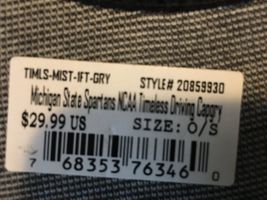 TIMLS-MIST-1FT-GRY STYLE# 20859930
Michigan State Spartans NCAA Timeless Driving Capgry
$29.99 US SIZE: O/S
7 68353 76346 0